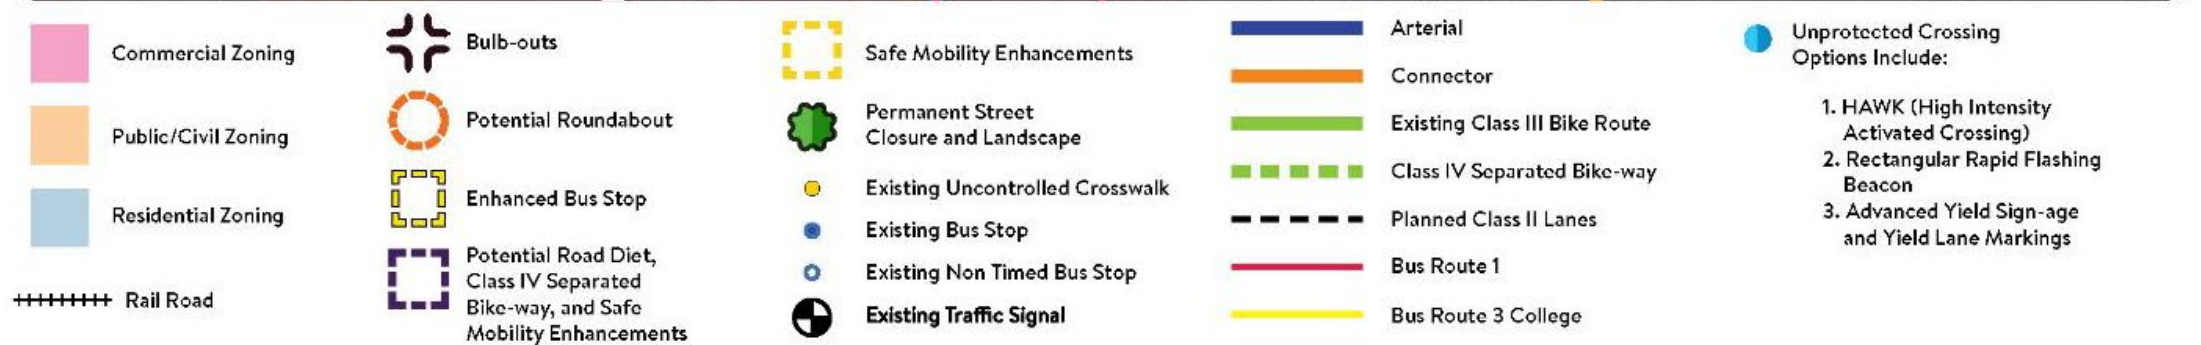 Commercial Zoning
Public/Civil Zoning
Residential Zoning
Rail Road
Bulb-outs
Potential Roundabout
Enhanced Bus Stop
Potential Road Diet,
Class IV Separated
Bike-way, and Safe
Mobility Enhancements
Safe Mobility Enhancements
Permanent Street
Closure and Landscape
Existing Uncontrolled Crosswalk
Existing Bus Stop
Existing Non Timed Bus Stop
Existing Traffic Signal
Arterial
Connector
Existing Class III Bike Route
Class IV Separated Bike-way
Planned Class II Lanes
Bus Route 1
Bus Route 3 College
Unprotected Crossing
Options Include:
1. HAWK (High Intensity
Activated Crossing)
2. Rectangular Rapid Flashing
Beacon
3. Advanced Yield Sign-age
and Yield Lane Markings